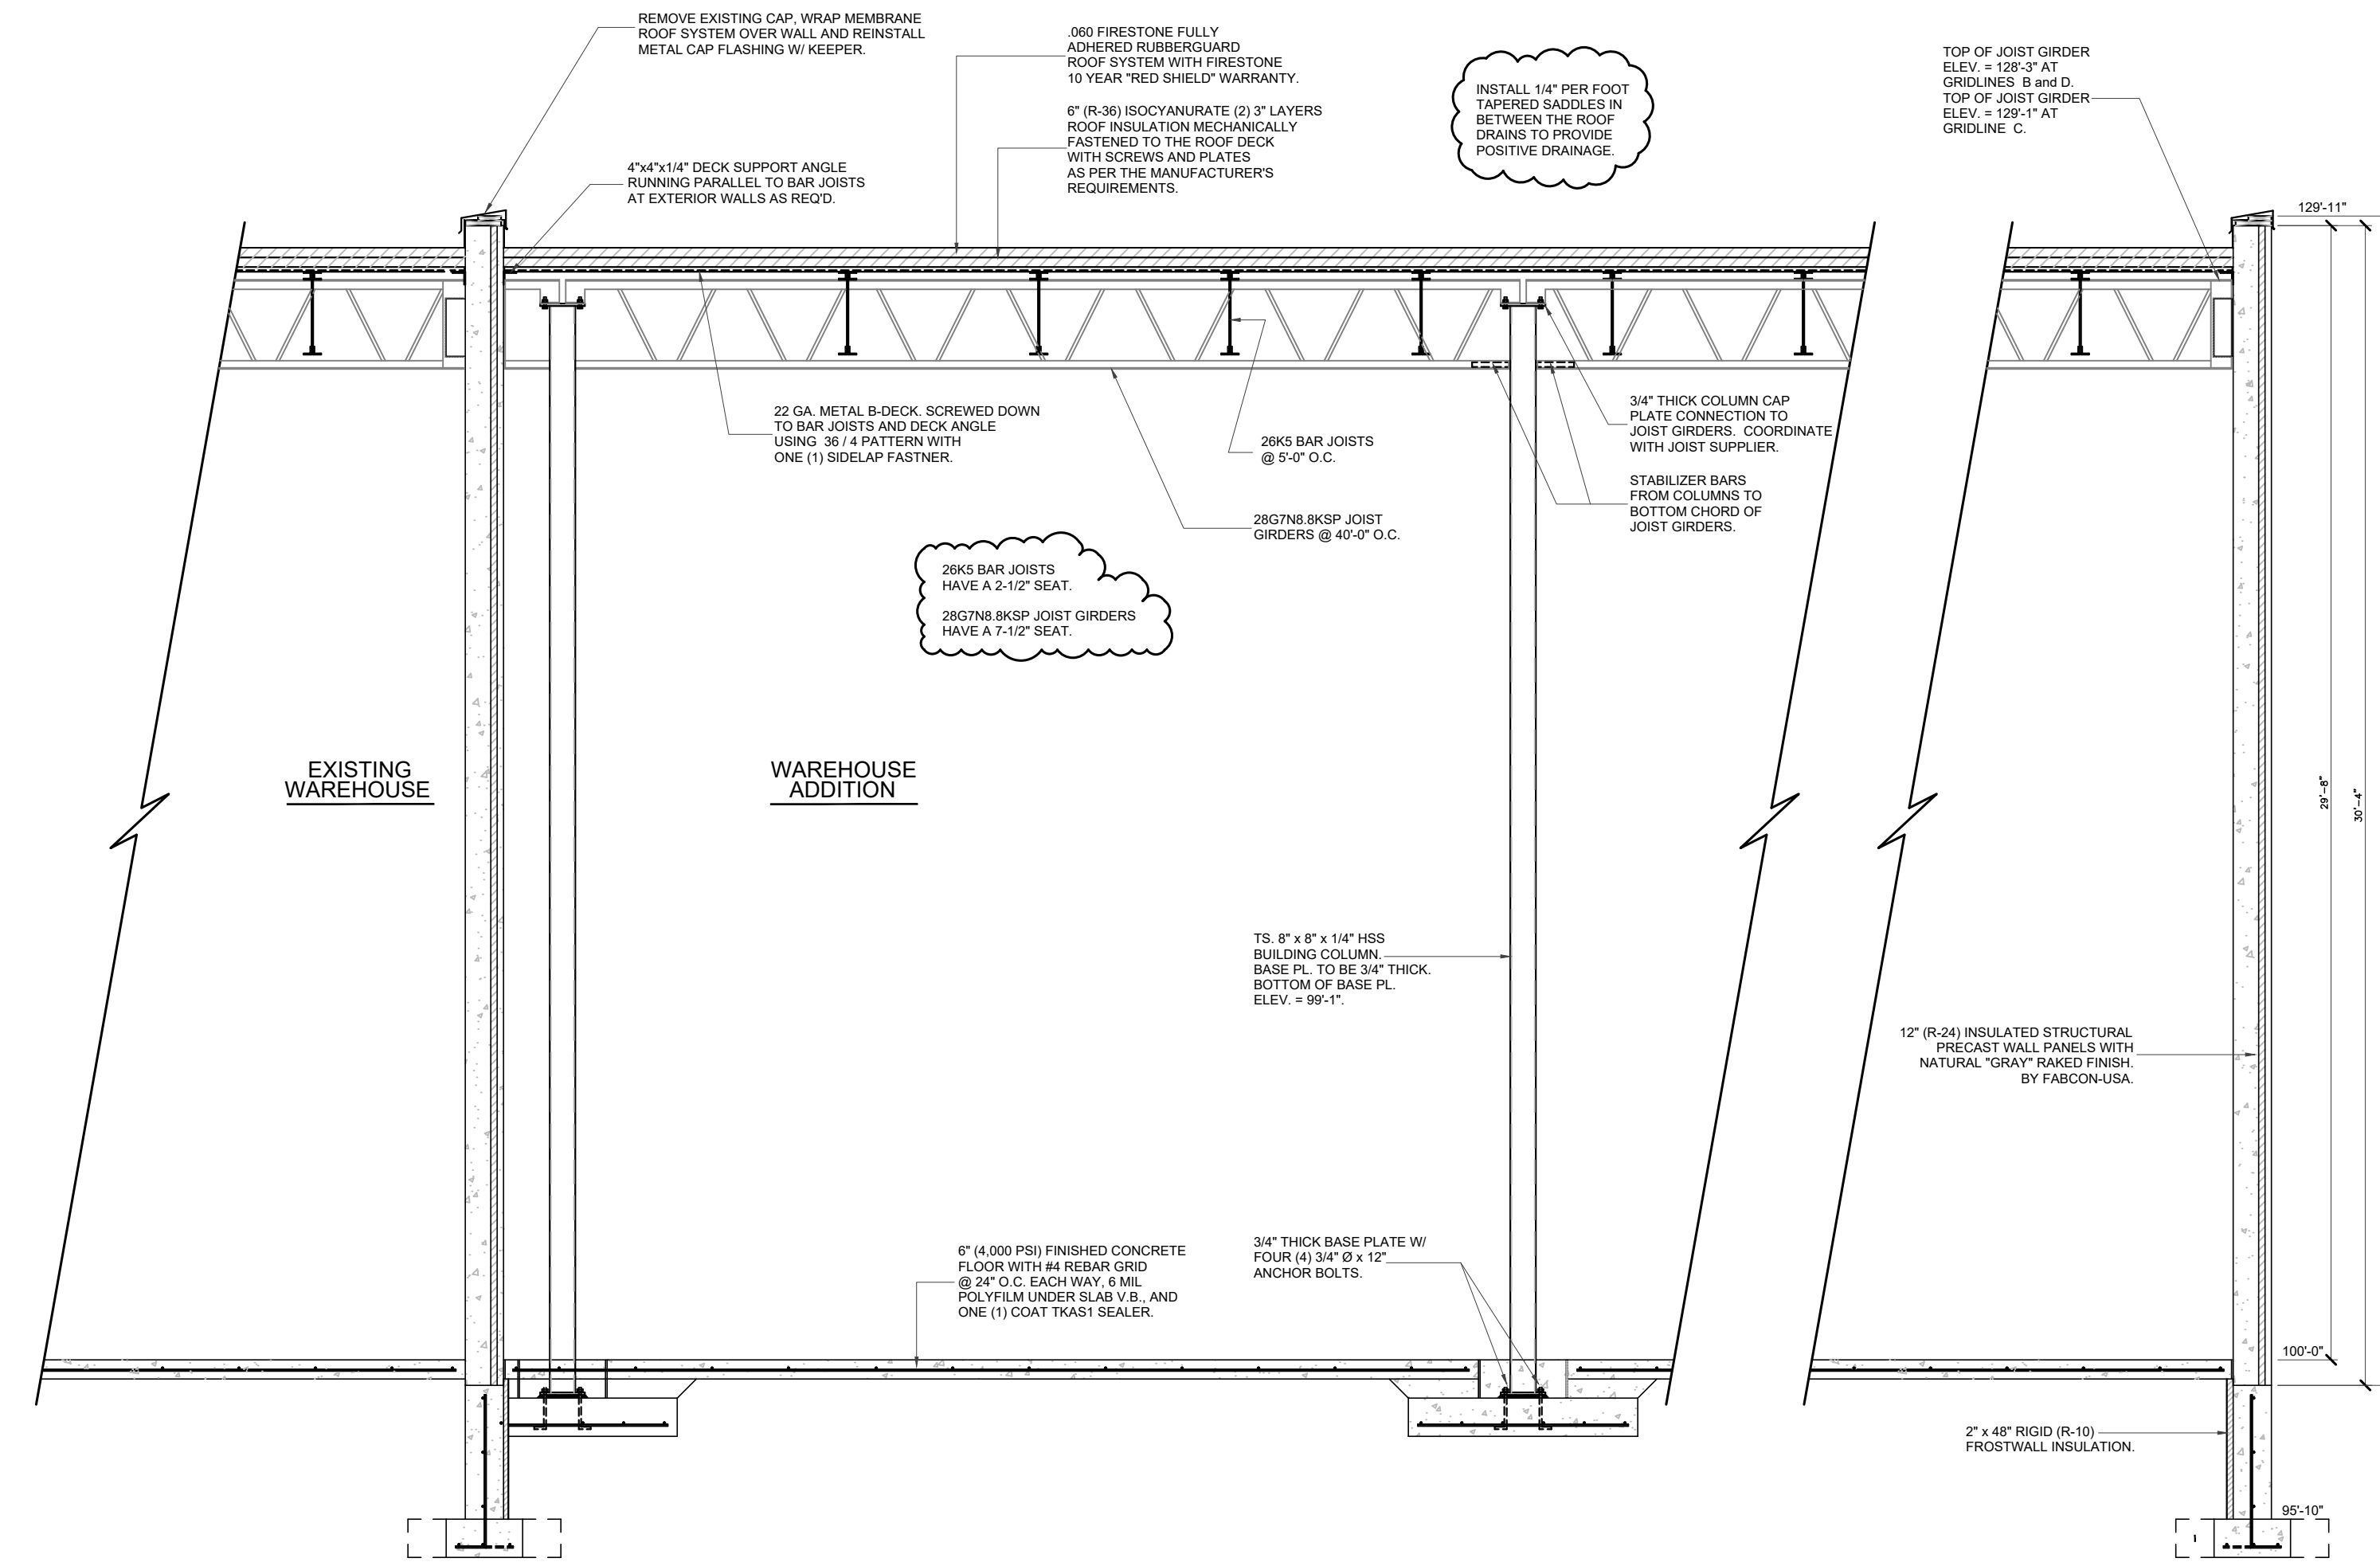 REMOVE EXISTING CAP, WRAP MEMBRANE
ROOF SYSTEM OVER WALL AND REINSTALL
METAL CAP FLASHING W/ KEEPER.
.060 FIRESTONE FULLY
ADHERED RUBBERGUARD
ROOF SYSTEM WITH FIRESTONE
10 YEAR "RED SHIELD" WARRANTY.
6" (R-36) ISOCYANURATE (2) 3" LAYERS
ROOF INSULATION MECHANICALLY
FASTENED TO THE ROOF DECK
WITH SCREWS AND PLATES
AS PER THE MANUFACTURER'S
REQUIREMENTS.
INSTALL 1/4" PER FOOT
TAPERED SADDLES IN
BETWEEN THE ROOF
DRAINS TO PROVIDE
POSITIVE DRAINAGE.
TOP OF JOIST GIRDER
ELEV. = 128'-3" AT
GRIDLINES B and D.
TOP OF JOIST GIRDER
ELEV. = 129'-1" AT
GRIDLINE C.
4"x4"x1/4" DECK SUPPORT ANGLE
RUNNING PARALLEL TO BAR JOISTS
AT EXTERIOR WALLS AS REQ'D.
129'-11"
22 GA. METAL B-DECK. SCREWED DOWN
TO BAR JOISTS AND DECK ANGLE
USING 36 / 4 PATTERN WITH
ONE (1) SIDELAP FASTNER.
26K5 BAR JOISTS
@ 5'-0" O.C.
3/4" THICK COLUMN CAP
PLATE CONNECTION TO
JOIST GIRDERS. COORDINATE
WITH JOIST SUPPLIER.
STABILIZER BARS
FROM COLUMNS TO
BOTTOM CHORD OF
JOIST GIRDERS.
28G7N8.8KSP JOIST
GIRDERS @ 40'-0" O.C.
26K5 BAR JOISTS
HAVE A 2-1/2" SEAT.
28G7N8.8KSP JOIST GIRDERS
HAVE A 7-1/2" SEAT.
EXISTING
WAREHOUSE
WAREHOUSE
ADDITION
29'-8"
30'-4"
TS. 8" x 8" x 1/4" HSS
BUILDING COLUMN.
BASE PL. TO BE 3/4" THICK.
BOTTOM OF BASE PL.
ELEV. = 99'-1".
12" (R-24) INSULATED STRUCTURAL
PRECAST WALL PANELS WITH
NATURAL "GRAY" RAKED FINISH.
BY FABCON-USA.
6" (4,000 PSI) FINISHED CONCRETE
FLOOR WITH #4 REBAR GRID
@ 24" O.C. EACH WAY, 6 MIL
POLYFILM UNDER SLAB V.B., AND
ONE (1) COAT TKAS1 SEALER.
3/4" THICK BASE PLATE W/
FOUR (4) 3/4" Ø x 12"
ANCHOR BOLTS.
100'-0"
2" x 48" RIGID (R-10)
FROSTWALL INSULATION.
95'-10"
1